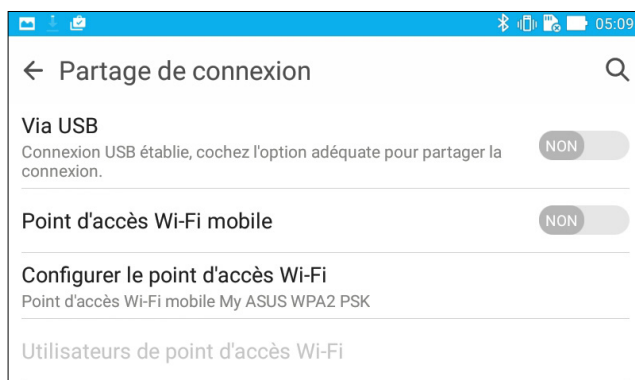 05:09
Partage de connexion
Via USB
Connexion USB établie, cochez l'option adéquate pour partager la
connexion.
NON
Point d'accès Wi-Fi mobile
NON
Configurer le point d'accès Wi-Fi
Point d'accès Wi-Fi mobile My ASUS WPA2 PSK
Utilisateurs de point d'accès Wi-Fi